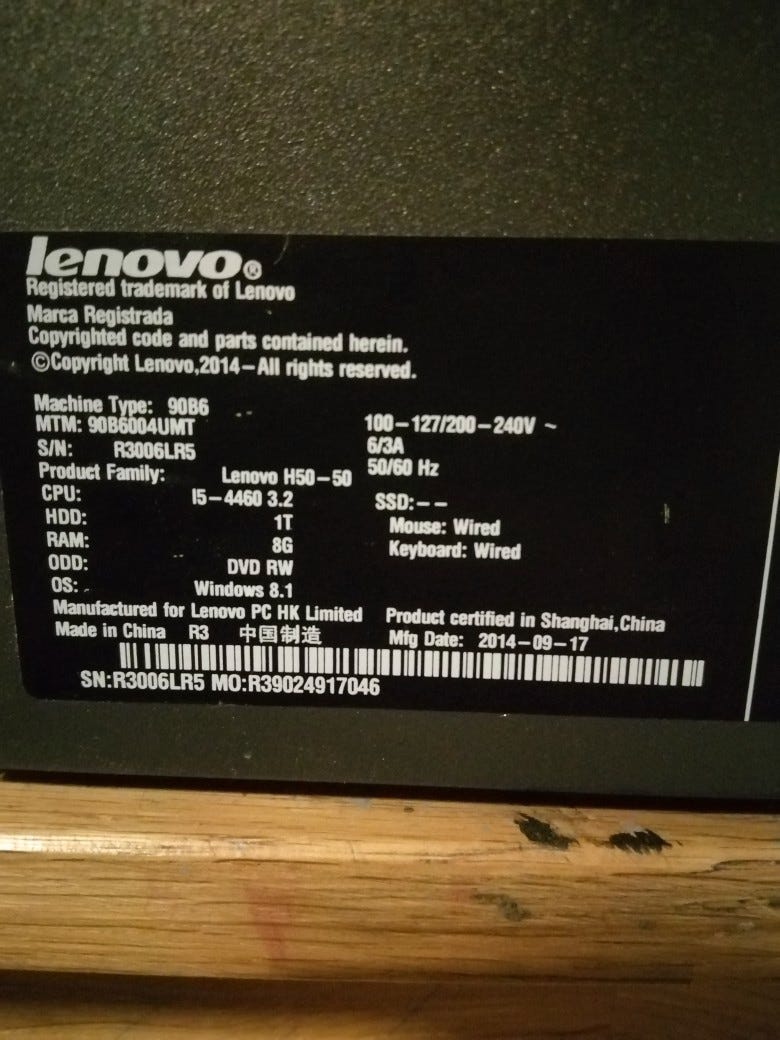 lenovo®
Registered trademark of Lenovo
Marca Registrada
Copyrighted code and parts contained herein.
©Copyright Lenovo,2014-All rights reserved.
Machine Type: 90B6
MTM: 90B6004UMT
S/N: R3006LR5
Product Family: Lenovo H50-50
CPU: I5-4460 3.2
HDD: 1T
RAM: 8G
ODD: DVD RW
OS: Windows 8.1
100-127/200-240V ~
6/3A
50/60 Hz
SSD:--
Mouse: Wired
Keyboard: Wired
Manufactured for Lenovo PC HK Limited
Made in China R3 中国制造
Product certified in Shanghai,China
Mfg Date: 2014-09-17
SN:R3006LR5 MO:R39024917046